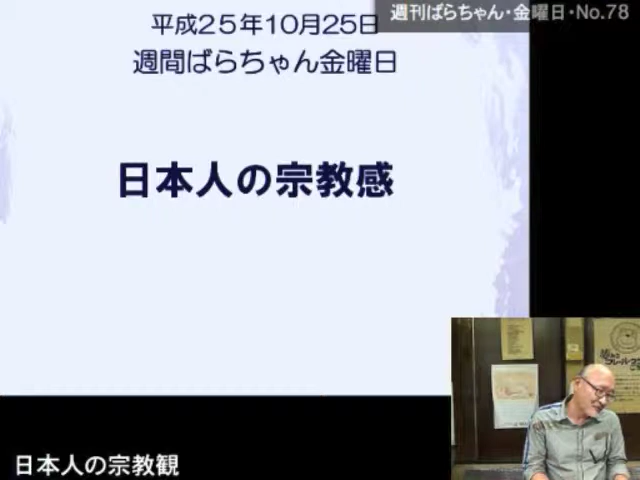 週刊ばらちゃん・金曜日・No.78
平成25年10月25日
週間ばらちゃん金曜日
日本人の宗教感
日本人の宗教観